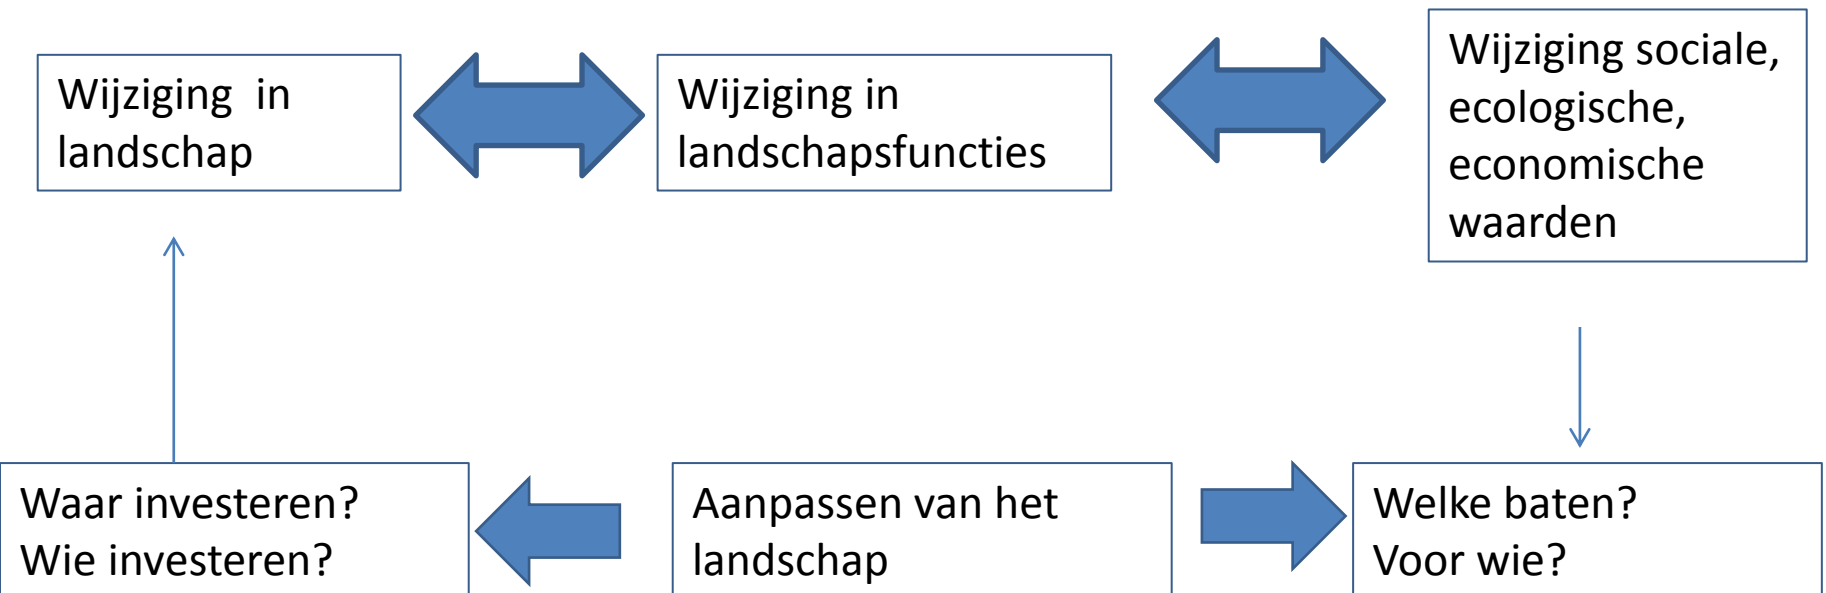 Wijziging in
landschap
Wijziging in
landschapsfuncties
Wijziging sociale,
ecologische,
economische
waarden
Waar investeren?
Wie investeren?
Aanpassen van het
landschap
Welke baten?
Voor wie?